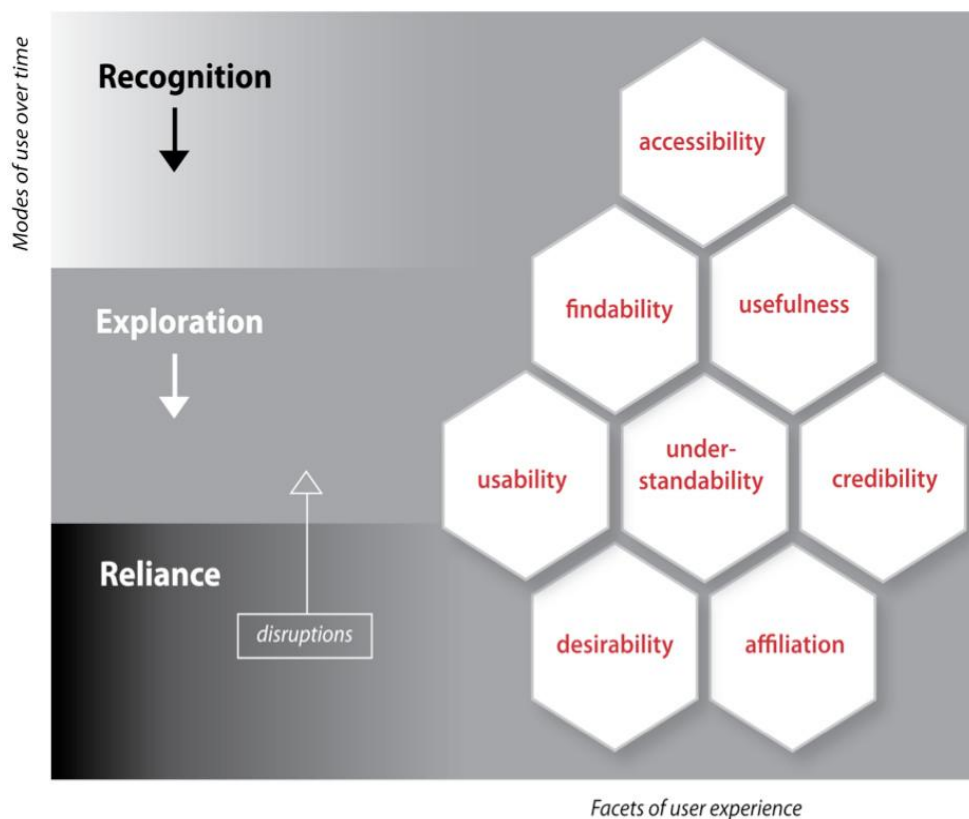 Modes of use over time
Recognition
accessibility
findability
usefulness
Exploration
usability
under-
standability
credibility
Reliance
disruptions
desirability
affiliation
Facets of user experience